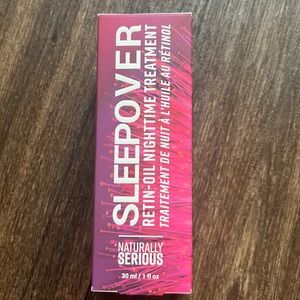 SLEEPOVER
RETIN-OIL NIGHTTIME TREATMENT
TRAITEMENT DE NUIT À L'HUILE AU RÉTINOL
NATURALLY
SERIOUS
30 ml / 1 fl oz